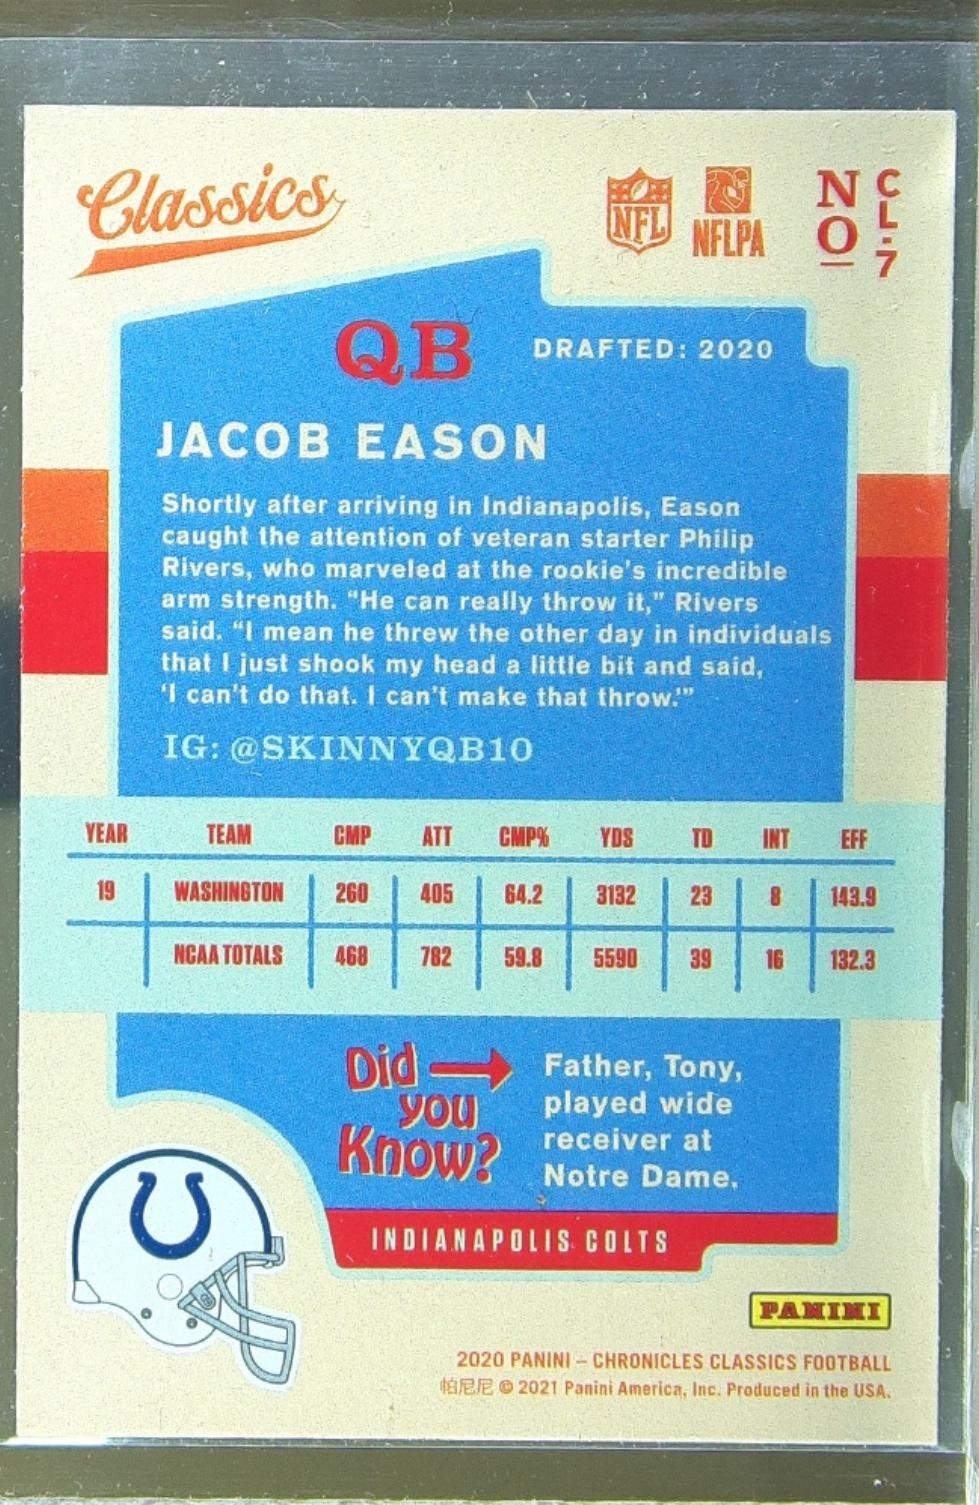 Classics
NFL
NFLPA
NO CL-7
QB DRAFTED: 2020
JACOB EASON
Shortly after arriving in Indianapolis, Eason
caught the attention of veteran starter Philip
Rivers, who marveled at the rookie's incredible
arm strength. “He can really throw it,” Rivers
said. “I mean he threw the other day in individuals
that I just shook my head a little bit and said,
‘I can't do that. I can't make that throw.’”
IG: @SKINNYQB10
YEAR TEAM CMP ATT CMP% YDS TD INT EFF
19 WASHINGTON 260 405 64.2 3132 23 8 143.9
NCAA TOTALS 468 782 59.8 5590 39 16 132.3
Did you Know?
Father, Tony,
played wide
receiver at
Notre Dame.
INDIANAPOLIS COLTS
PANINI
2020 PANINI – CHRONICLES CLASSICS FOOTBALL
帕尼尼 © 2021 Panini America, Inc. Produced in the USA.